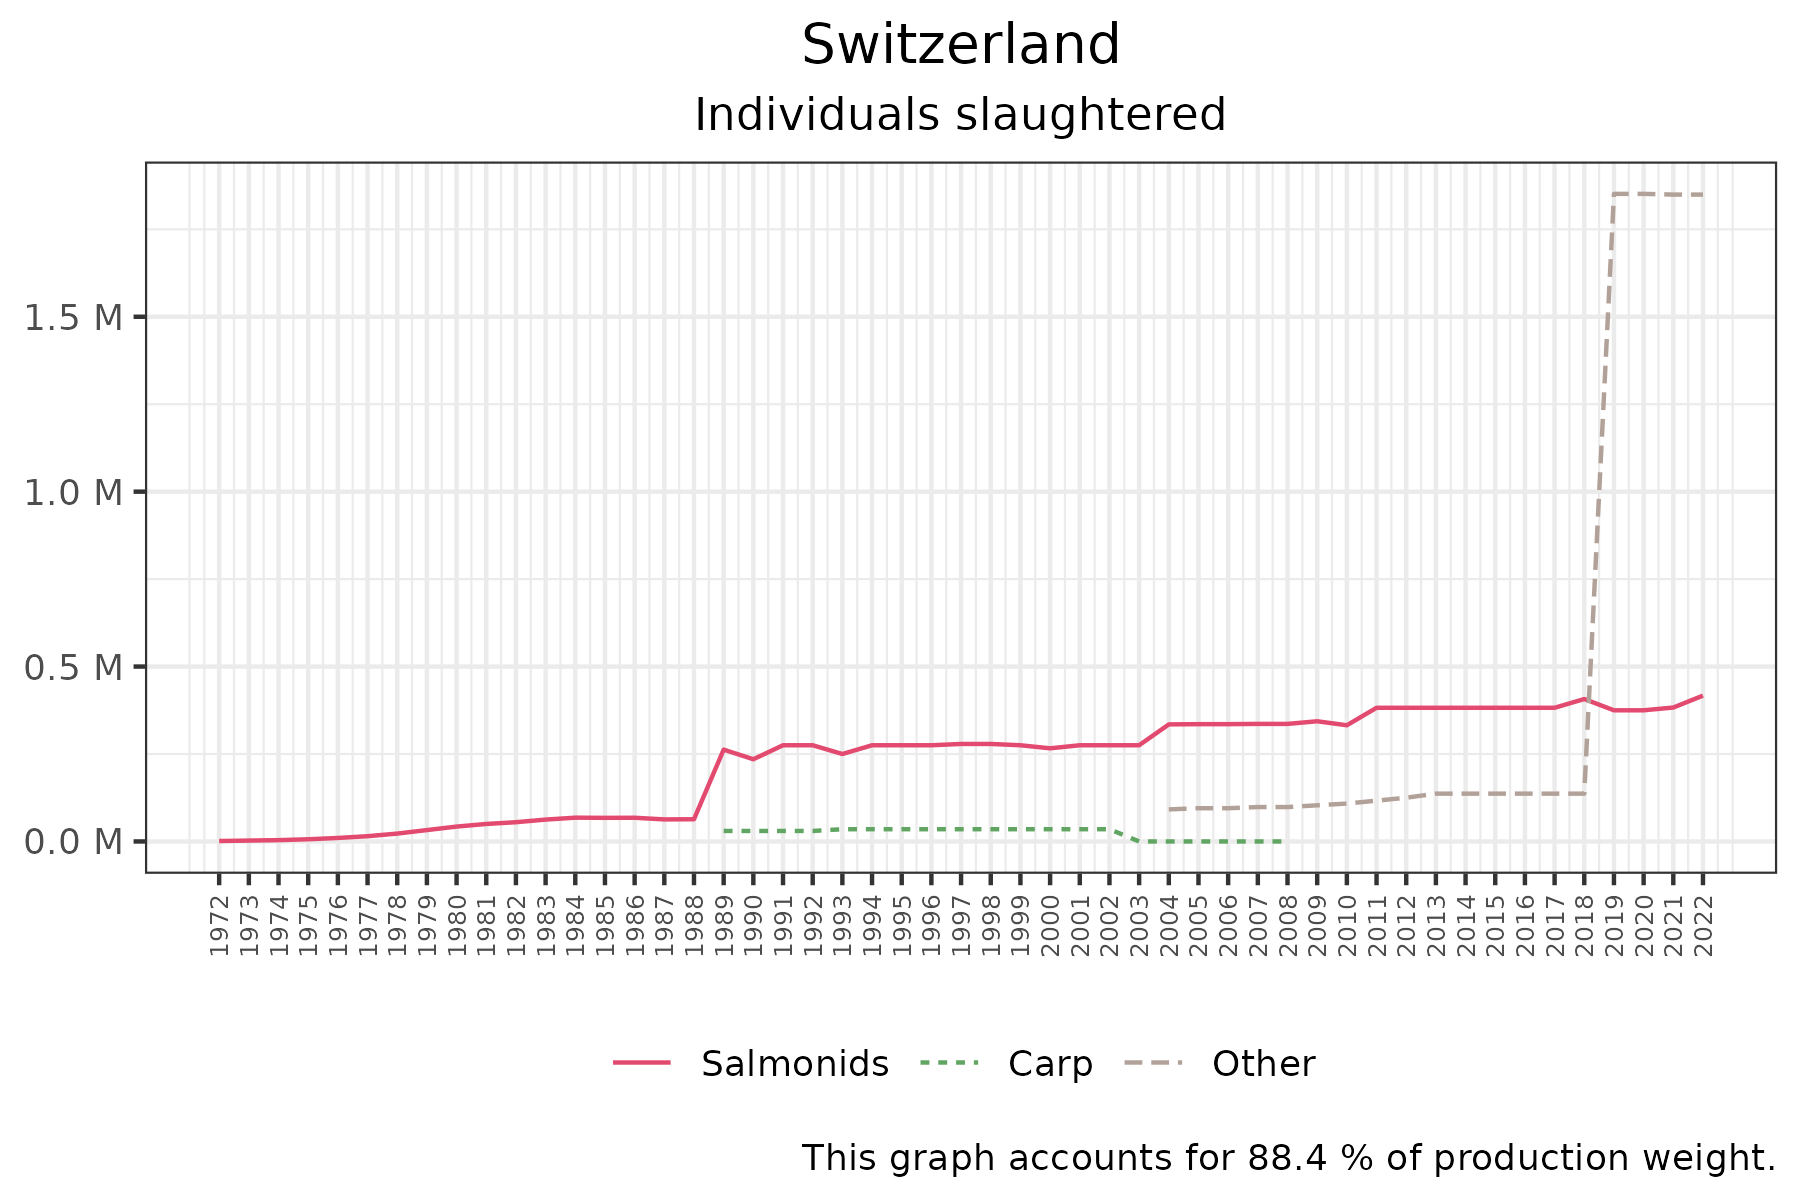 Switzerland
Individuals slaughtered
1.5 M
1.0 M
0.5 M
0.0 M
1972 1973 1974 1975 1976 1977 1978 1979 1980 1981 1982 1983 1984 1985 1986 1987 1988 1989 1990 1991 1992 1993 1994 1995 1996 1997 1998 1999 2000 2001 2002 2003 2004 2005 2006 2007 2008 2009 2010 2011 2012 2013 2014 2015 2016 2017 2018 2019 2020 2021 2022
Salmonids Carp Other
This graph accounts for 88.4 % of production weight.